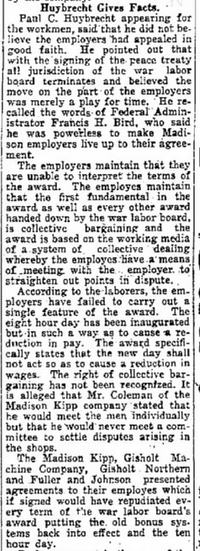 Huybrecht Gives Facts.
Paul C. Huybrecht appearing for
the workmen, said that he did not be-
lieve the employers had appealed in
good faith. He pointed out that
with the signing of the peace treaty
all jurisdiction of the war labor
board terminates and believed the
move on the part of the employers
was merely a play for time. He re-
called the words of Federal Admin-
istrator Francis H. Bird, who said
he was powerless to make Madi-
son employers live up to their agree-
ment.
The employers maintain that they
are unable to interpret the terms of
the award. The employes maintain
that the first fundamental in the
award as well as every other award
handed down by the war labor board,
is collective bargaining and the
award is based on the working media
of a system of collective dealing
whereby the employes have a means
of meeting with the employer to
straighten out points in dispute.
According to the laborers, the em-
ployers have failed to carry out a
single feature of the award. The
eight hour day has been inaugurated
but in such a way as to cause a re-
duction in pay. The award specifi-
cally states that the new day shall
not act so as to cause a reduction in
wages. The right of collective bar-
gaining has not been recognized. It
is alleged that Mr. Coleman of the
Madison Kipp company stated that
he would meet the men individually
but that he would never meet a com-
mittee to settle disputes arising in
the shops.
The Madison Kipp, Gisholt Ma-
chine Company, Gisholt Northern
and Fuller and Johnson presented
agreements to their employes which
if signed would have repudiated ev-
ery term of the war labor board's
award putting the old bonus sys-
tems back into effect and the ten
hour day.